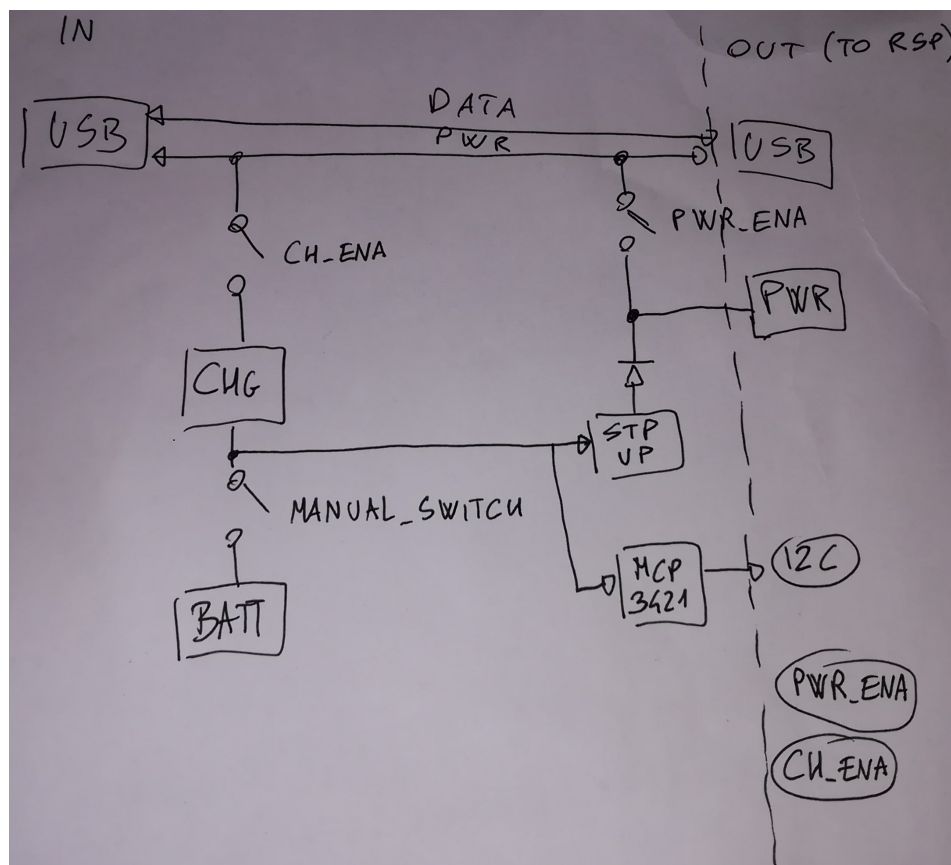 IN
OUT (TO RSP)
DATA
USB
PWR
USB
PWR_ENA
CH_ENA
PWR
CHG
STP
UP
MANUAL_SWITCH
MCP
3421
I2C
BATT
PWR_ENA
CH_ENA